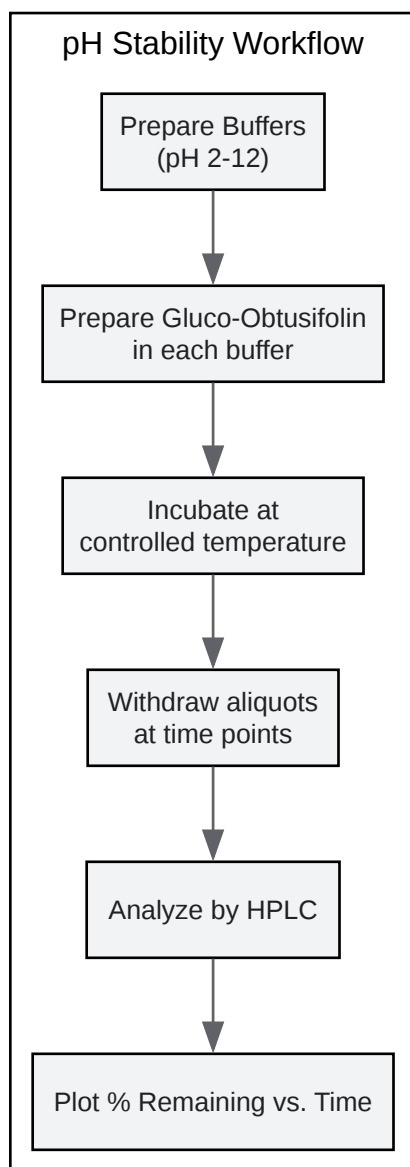 pH Stability Workflow
Prepare Buffers
(pH 2-12)
Prepare Gluco-Obtusifolin
in each buffer
Incubate at
controlled temperature
Withdraw aliquots
at time points
Analyze by HPLC
Plot % Remaining vs. Time